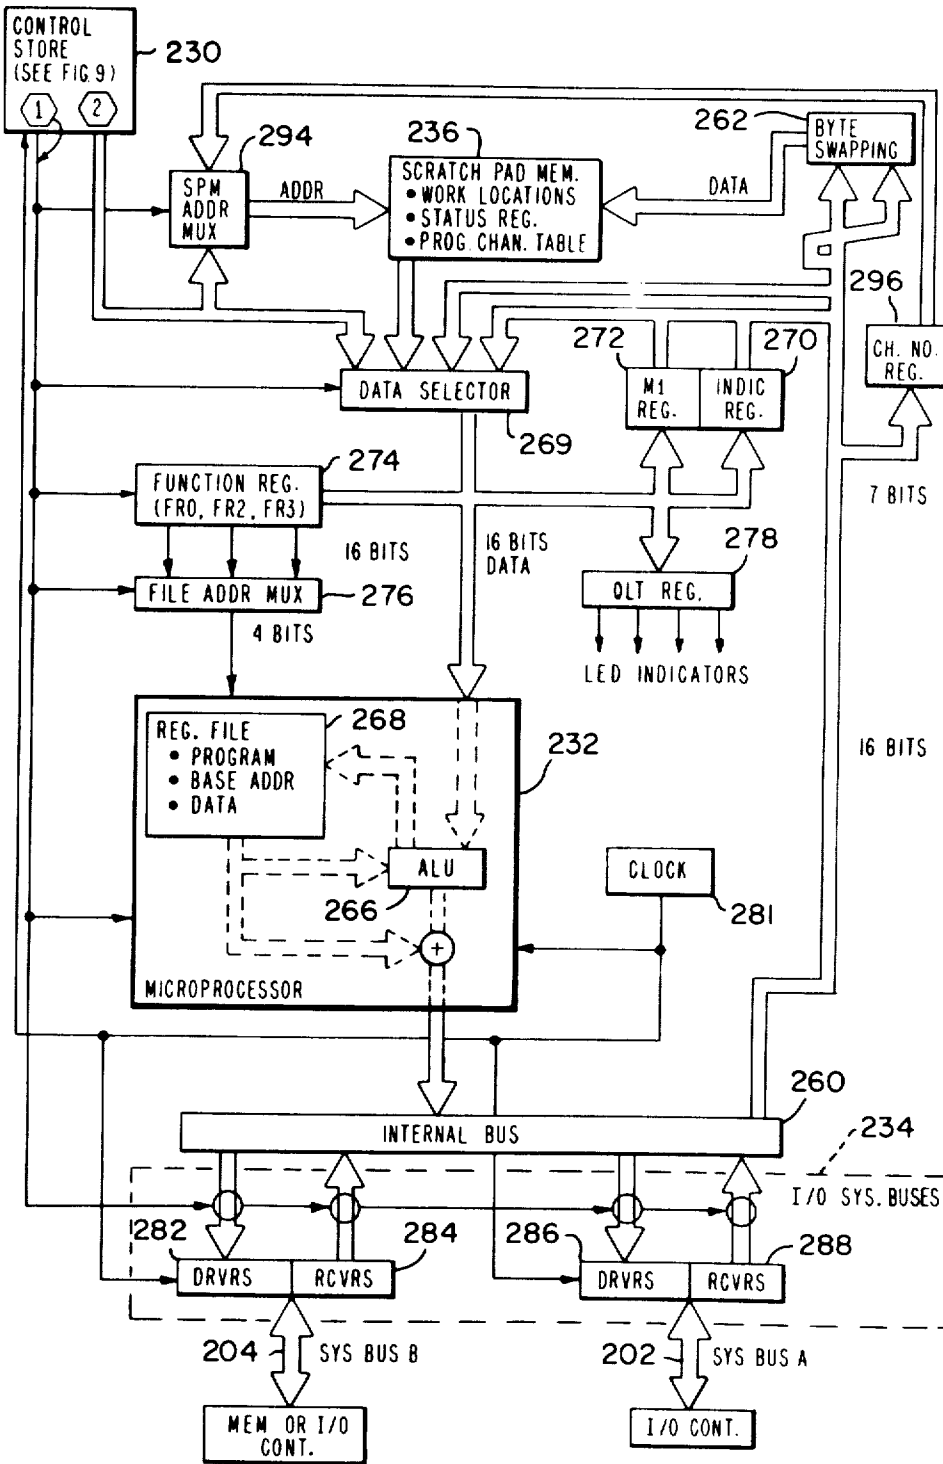 CONTROL
STORE
(SEE FIG. 9)
1
2
230
294
SPM
ADDR
MUX
ADDR
236
SCRATCH PAD MEM.
• WORK LOCATIONS
• STATUS REG.
• PROG. CHAN. TABLE
DATA
262
BYTE
SWAPPING
296
CH. NO.
REG.
7 BITS
DATA SELECTOR
269
272
M1
REG.
270
INDIC
REG.
274
FUNCTION REG.
(FR0, FR2, FR3)
16 BITS
16 BITS
DATA
278
QLT REG.
LED INDICATORS
FILE ADDR MUX
276
4 BITS
268
REG. FILE
• PROGRAM
• BASE ADDR
• DATA
232
16 BITS
ALU
266
+
MICROPROCESSOR
CLOCK
281
260
INTERNAL BUS
234
I/O SYS. BUSES
282
DRVRS
284
RCVRS
286
DRVRS
288
RCVRS
204
SYS BUS B
202
SYS BUS A
MEM OR I/O
CONT.
I/O CONT.